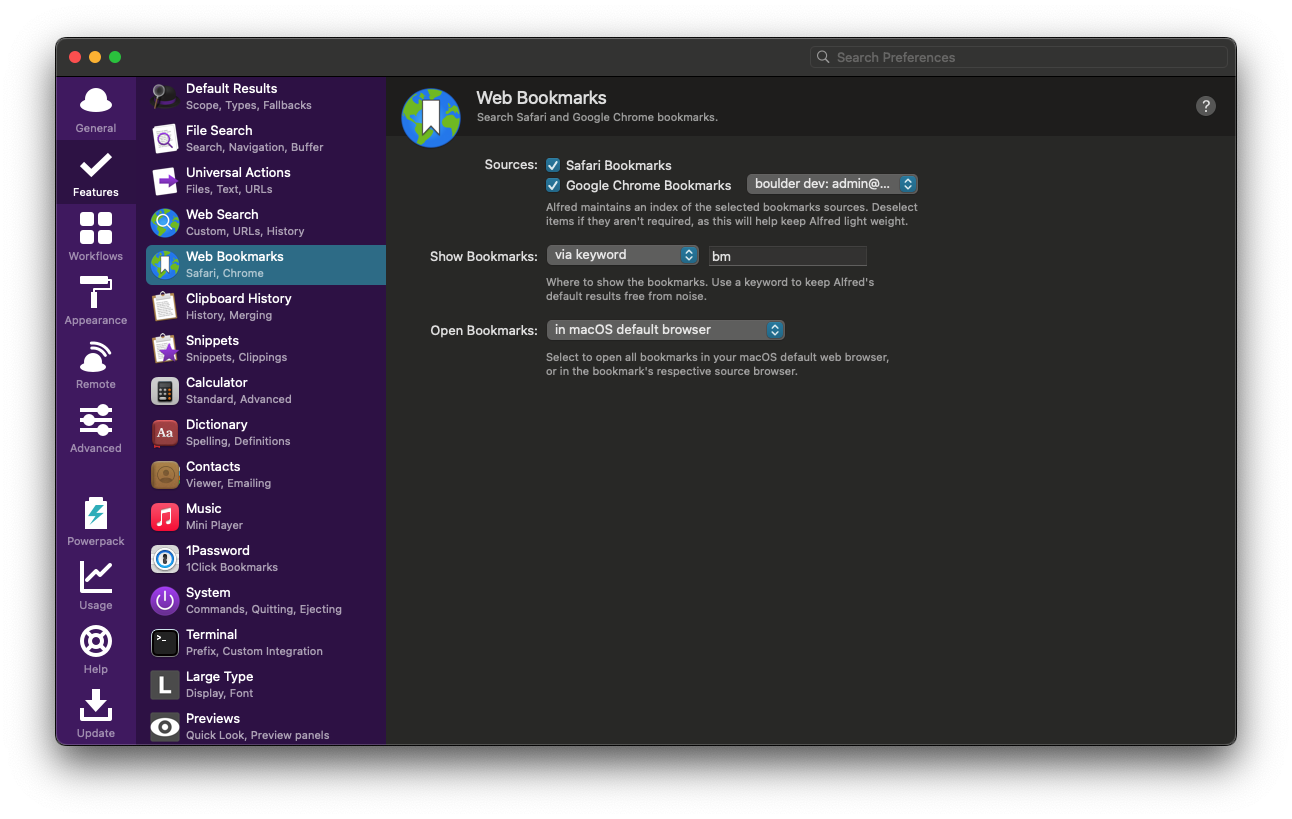 Search Preferences
General
Features
Workflows
Appearance
Remote
Advanced
Powerpack
Usage
Help
Update
Default Results
Scope, Types, Fallbacks
File Search
Search, Navigation, Buffer
Universal Actions
Files, Text, URLs
Web Search
Custom, URLs, History
Web Bookmarks
Safari, Chrome
Clipboard History
History, Merging
Snippets
Snippets, Clippings
Calculator
Standard, Advanced
Aa
Dictionary
Spelling, Definitions
Contacts
Viewer, Emailing
Music
Mini Player
1Password
1Click Bookmarks
System
Commands, Quitting, Ejecting
>_
Terminal
Prefix, Custom Integration
L
Large Type
Display, Font
Previews
Quick Look, Preview panels
Web Bookmarks
Search Safari and Google Chrome bookmarks.
?
Sources: Safari Bookmarks
Google Chrome Bookmarks boulder dev: admin@...
Alfred maintains an index of the selected bookmarks sources. Deselect
items if they aren't required, as this will help keep Alfred light weight.
Show Bookmarks: via keyword bm
Where to show the bookmarks. Use a keyword to keep Alfred's
default results free from noise.
Open Bookmarks: in macOS default browser
Select to open all bookmarks in your macOS default web browser,
or in the bookmark's respective source browser.